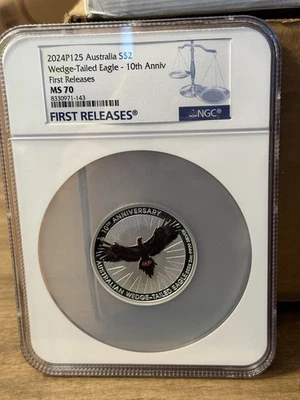 2024P125 Australia S$2
Wedge-Tailed Eagle - 10th Anniv
First Releases
MS 70
8330971-143
FIRST RELEASES®
NGC
10TH ANNIVERSARY
AUSTRALIAN WEDGE-TAILED EAGLE